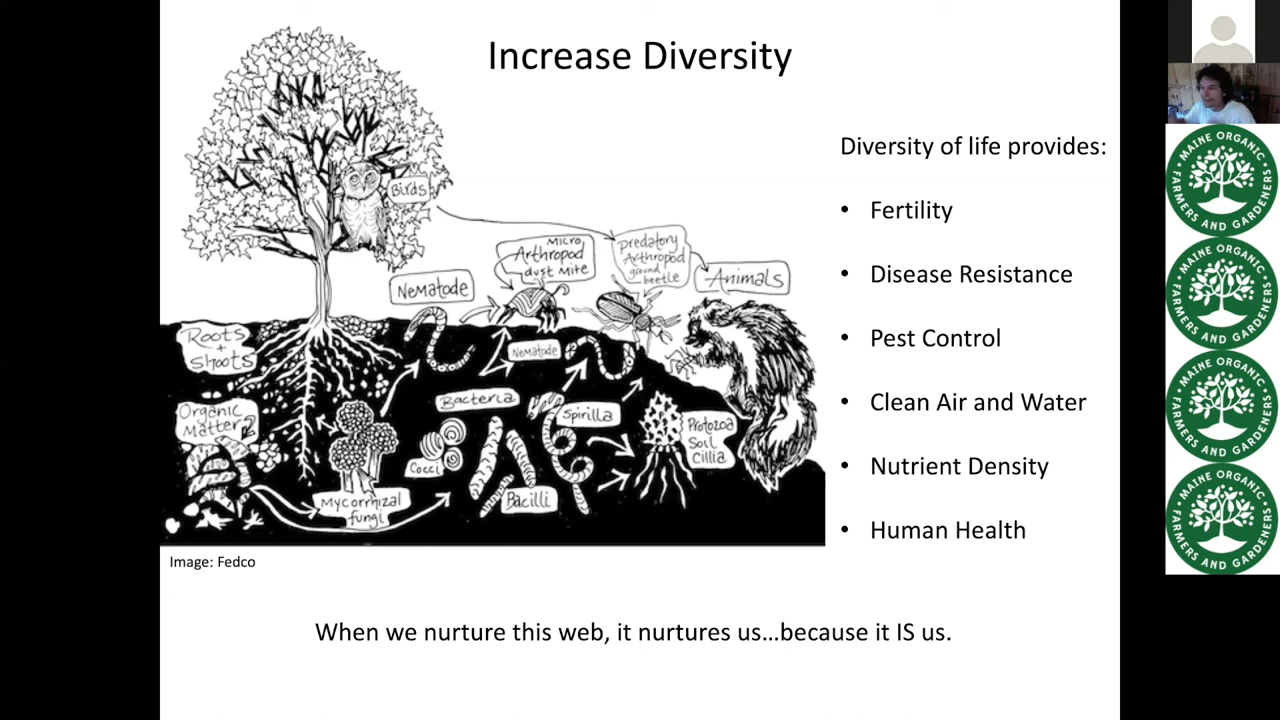 Increase Diversity
Diversity of life provides:
• Fertility
• Disease Resistance
• Pest Control
• Clean Air and Water
• Nutrient Density
• Human Health
Birds
Micro
Arthropod
dust mite
Predatory
Arthropod
ground
beetle
Animals
Nematode
Roots
+
Shoots
Nematode
Organic
Matter
Bacteria
Spirilla
Protozoa
Soil
Cillia
Cocci
Bacilli
Mycorrhizal
fungi
Image: Fedco
When we nurture this web, it nurtures us...because it IS us.
MAINE ORGANIC
FARMERS AND GARDENERS
MAINE ORGANIC
FARMERS AND GARDENERS
MAINE ORGANIC
FARMERS AND GARDENERS
MAINE ORGANIC
FARMERS AND GARDENERS